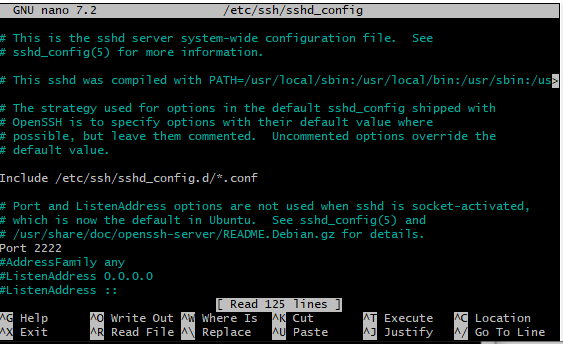 GNU nano 7.2 /etc/ssh/sshd_config
# This is the sshd server system-wide configuration file.  See
# sshd_config(5) for more information.
# This sshd was compiled with PATH=/usr/local/sbin:/usr/local/bin:/usr/sbin:/us>
# The strategy used for options in the default sshd_config shipped with
# OpenSSH is to specify options with their default value where
# possible, but leave them commented.  Uncommented options override the
# default value.
Include /etc/ssh/sshd_config.d/*.conf
# Port and ListenAddress options are not used when sshd is socket-activated,
# which is now the default in Ubuntu.  See sshd_config(5) and
# /usr/share/doc/openssh-server/README.Debian.gz for details.
Port 2222
#AddressFamily any
#ListenAddress 0.0.0.0
#ListenAddress ::
[ Read 125 lines ]
^G Help ^O Write Out ^W Where Is ^K Cut ^T Execute ^C Location
^X Exit ^R Read File ^\ Replace ^U Paste ^J Justify ^/ Go To Line